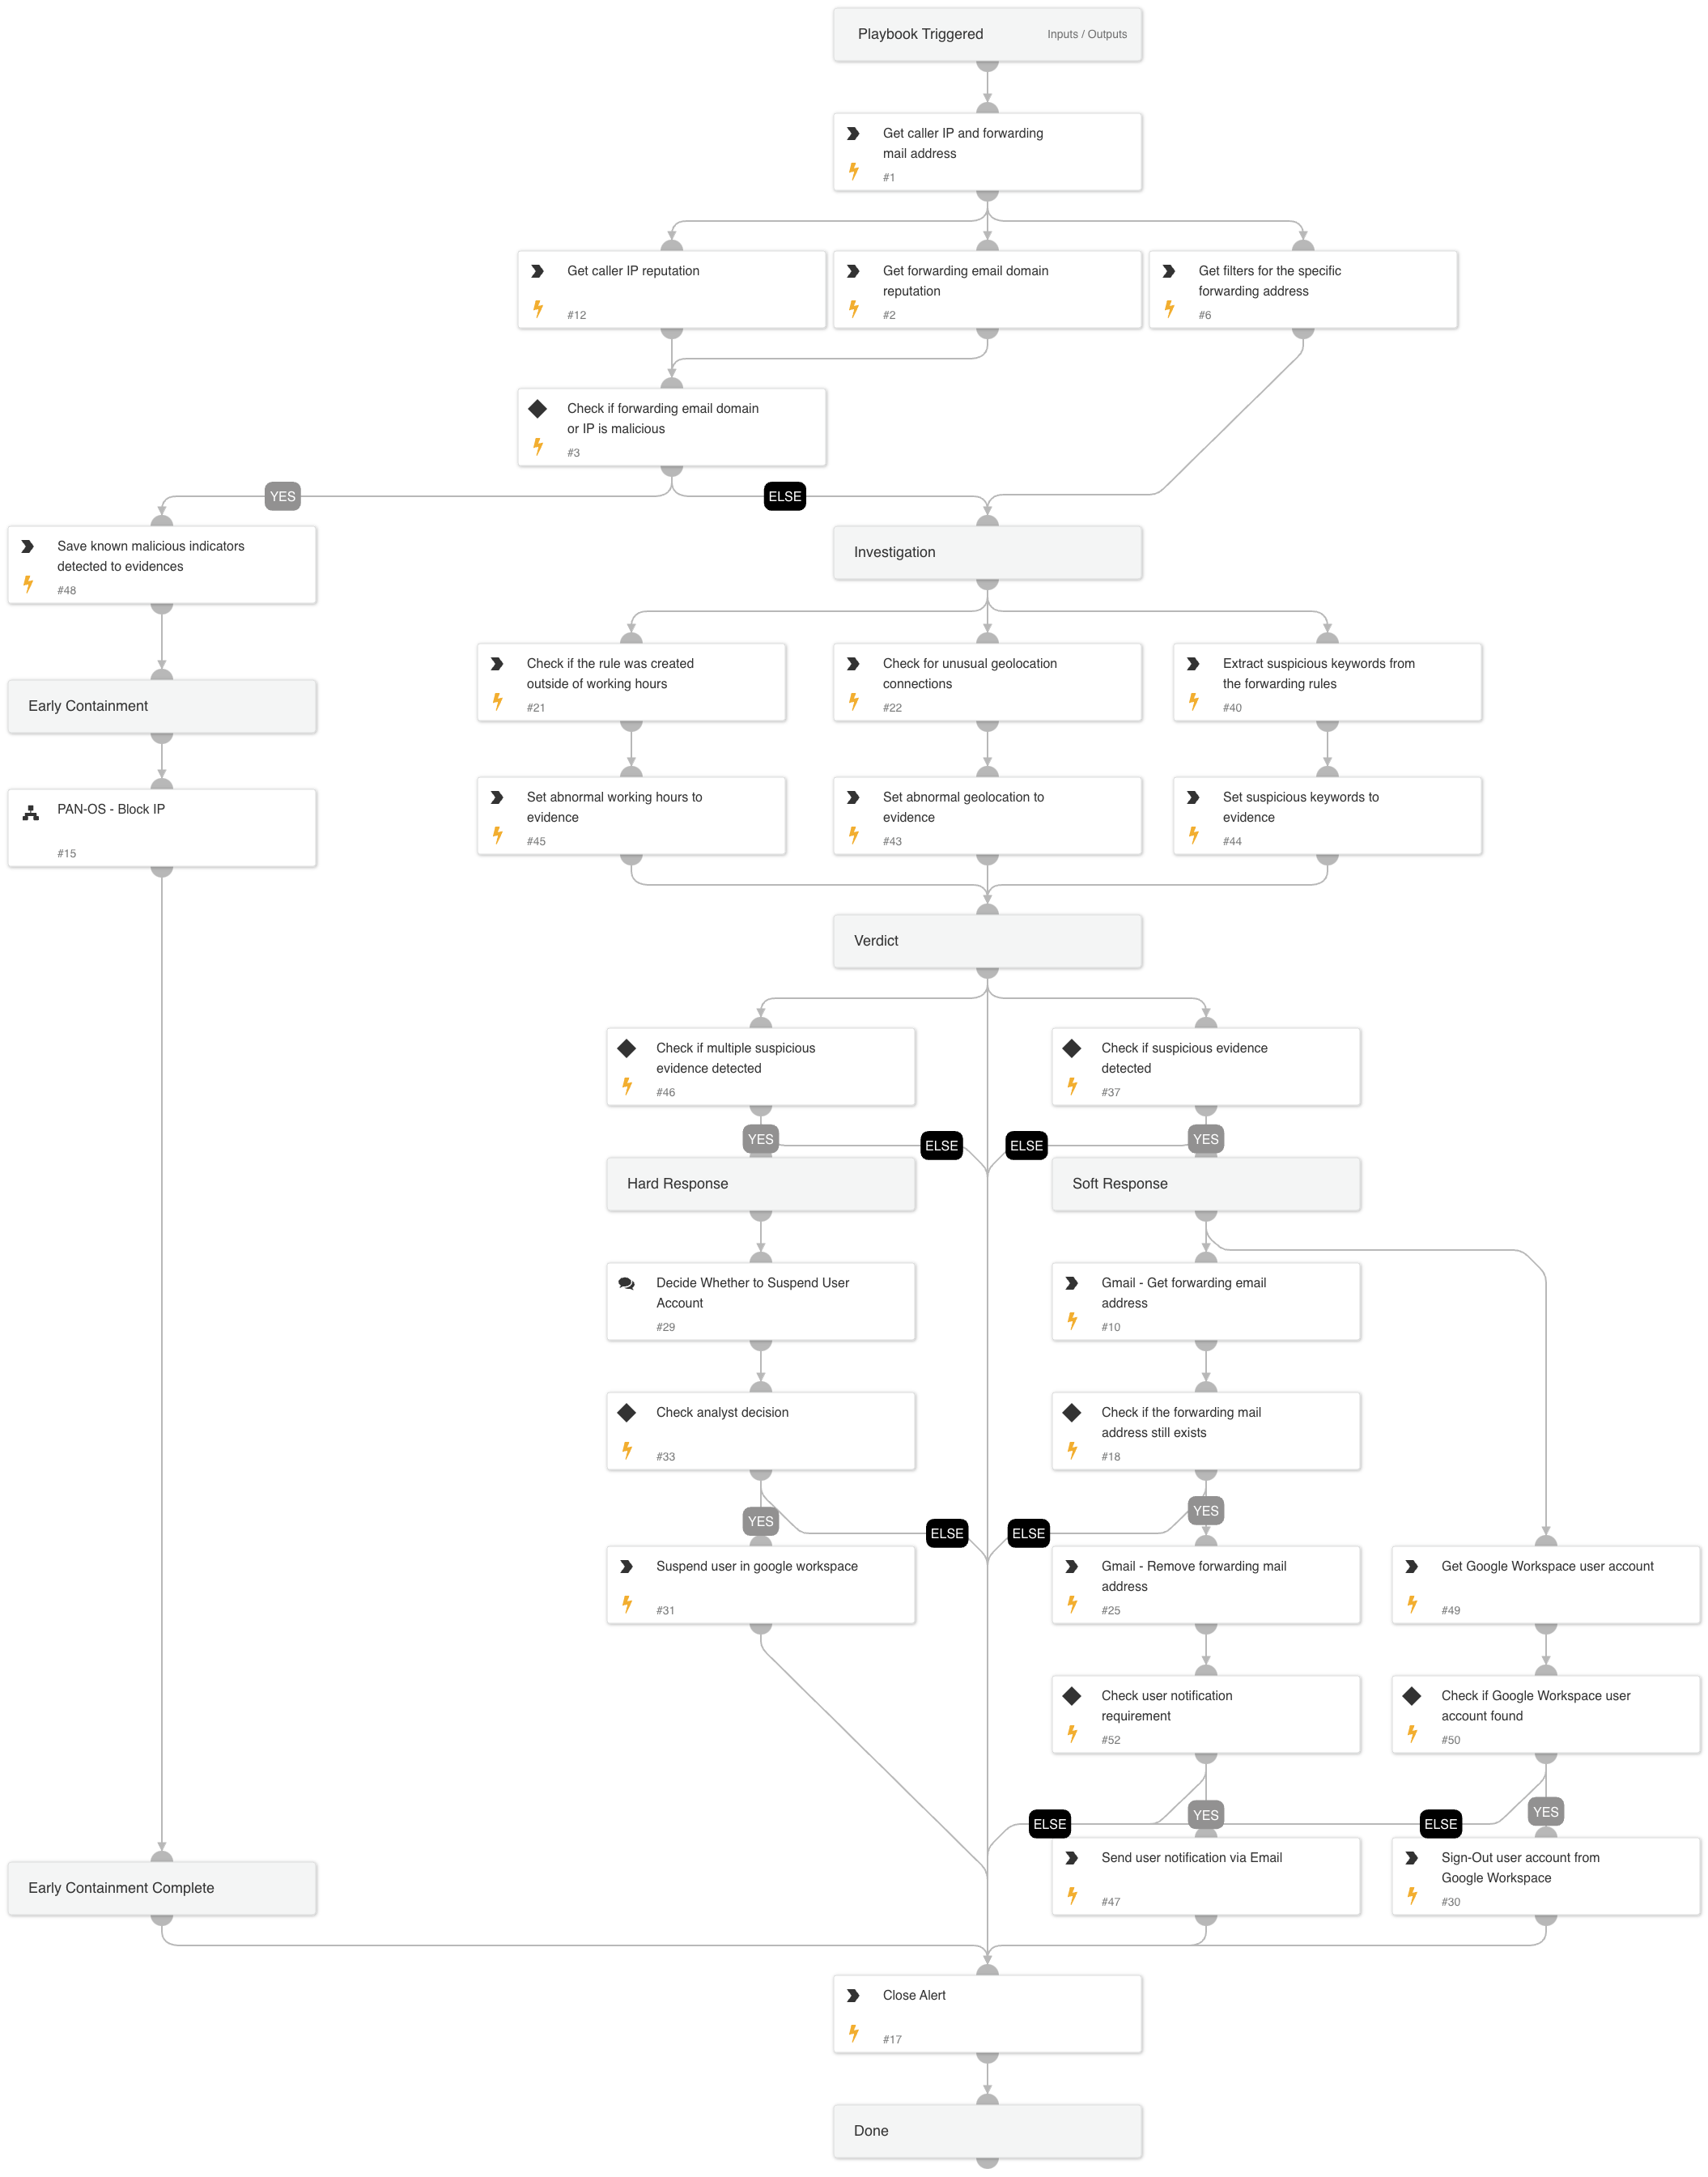 Playbook Triggered
Inputs / Outputs
Get caller IP and forwarding
mail address
#1
Get caller IP reputation
#12
Get forwarding email domain
reputation
#2
Get filters for the specific
forwarding address
#6
Check if forwarding email domain
or IP is malicious
#3
YES
ELSE
Save known malicious indicators
detected to evidences
#48
Investigation
Early Containment
Check if the rule was created
outside of working hours
#21
Check for unusual geolocation
connections
#22
Extract suspicious keywords from
the forwarding rules
#40
PAN-OS - Block IP
#15
Set abnormal working hours to
evidence
#45
Set abnormal geolocation to
evidence
#43
Set suspicious keywords to
evidence
#44
Verdict
Check if multiple suspicious
evidence detected
#46
Check if suspicious evidence
detected
#37
YES
ELSE
ELSE
YES
Hard Response
Soft Response
Decide Whether to Suspend User
Account
#29
Gmail - Get forwarding email
address
#10
Check analyst decision
#33
Check if the forwarding mail
address still exists
#18
YES
ELSE
ELSE
YES
Suspend user in google workspace
#31
Gmail - Remove forwarding mail
address
#25
Get Google Workspace user account
#49
Check user notification
requirement
#52
Check if Google Workspace user
account found
#50
ELSE
YES
ELSE
YES
Early Containment Complete
Send user notification via Email
#47
Sign-Out user account from
Google Workspace
#30
Close Alert
#17
Done